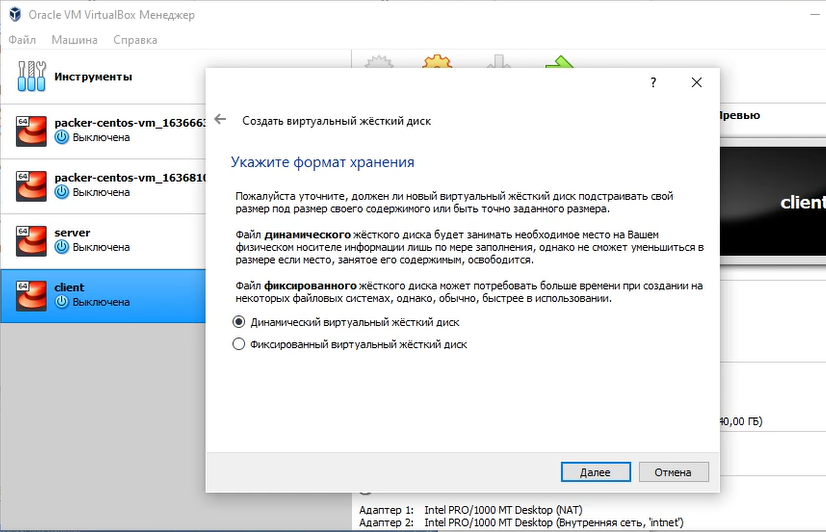 Oracle VM VirtualBox Менеджер
Файл Машина Справка
Инструменты
64
packer-centos-vm_1636663
Выключена
64
packer-centos-vm_1636810
Выключена
64
server
Выключена
64
client
Выключена
?
Создать виртуальный жёсткий диск
Укажите формат хранения
Пожалуйста уточните, должен ли новый виртуальный жёсткий диск подстраивать свой
размер под размер своего содержимого или быть точно заданного размера.
Файл динамического жёсткого диска будет занимать необходимое место на Вашем
физическом носителе информации лишь по мере заполнения, однако не сможет уменьшиться в
размере если место, занятое его содержимым, освободится.
Файл фиксированного жёсткого диска может потребовать больше времени при создании на
некоторых файловых системах, однако, обычно, быстрее в использовании.
Динамический виртуальный жёсткий диск
Фиксированный виртуальный жёсткий диск
Далее
Отмена
Превью
client
40,00 ГБ)
Адаптер 1: Intel PRO/1000 MT Desktop (NAT)
Адаптер 2: Intel PRO/1000 MT Desktop (Внутренняя сеть, 'intnet')